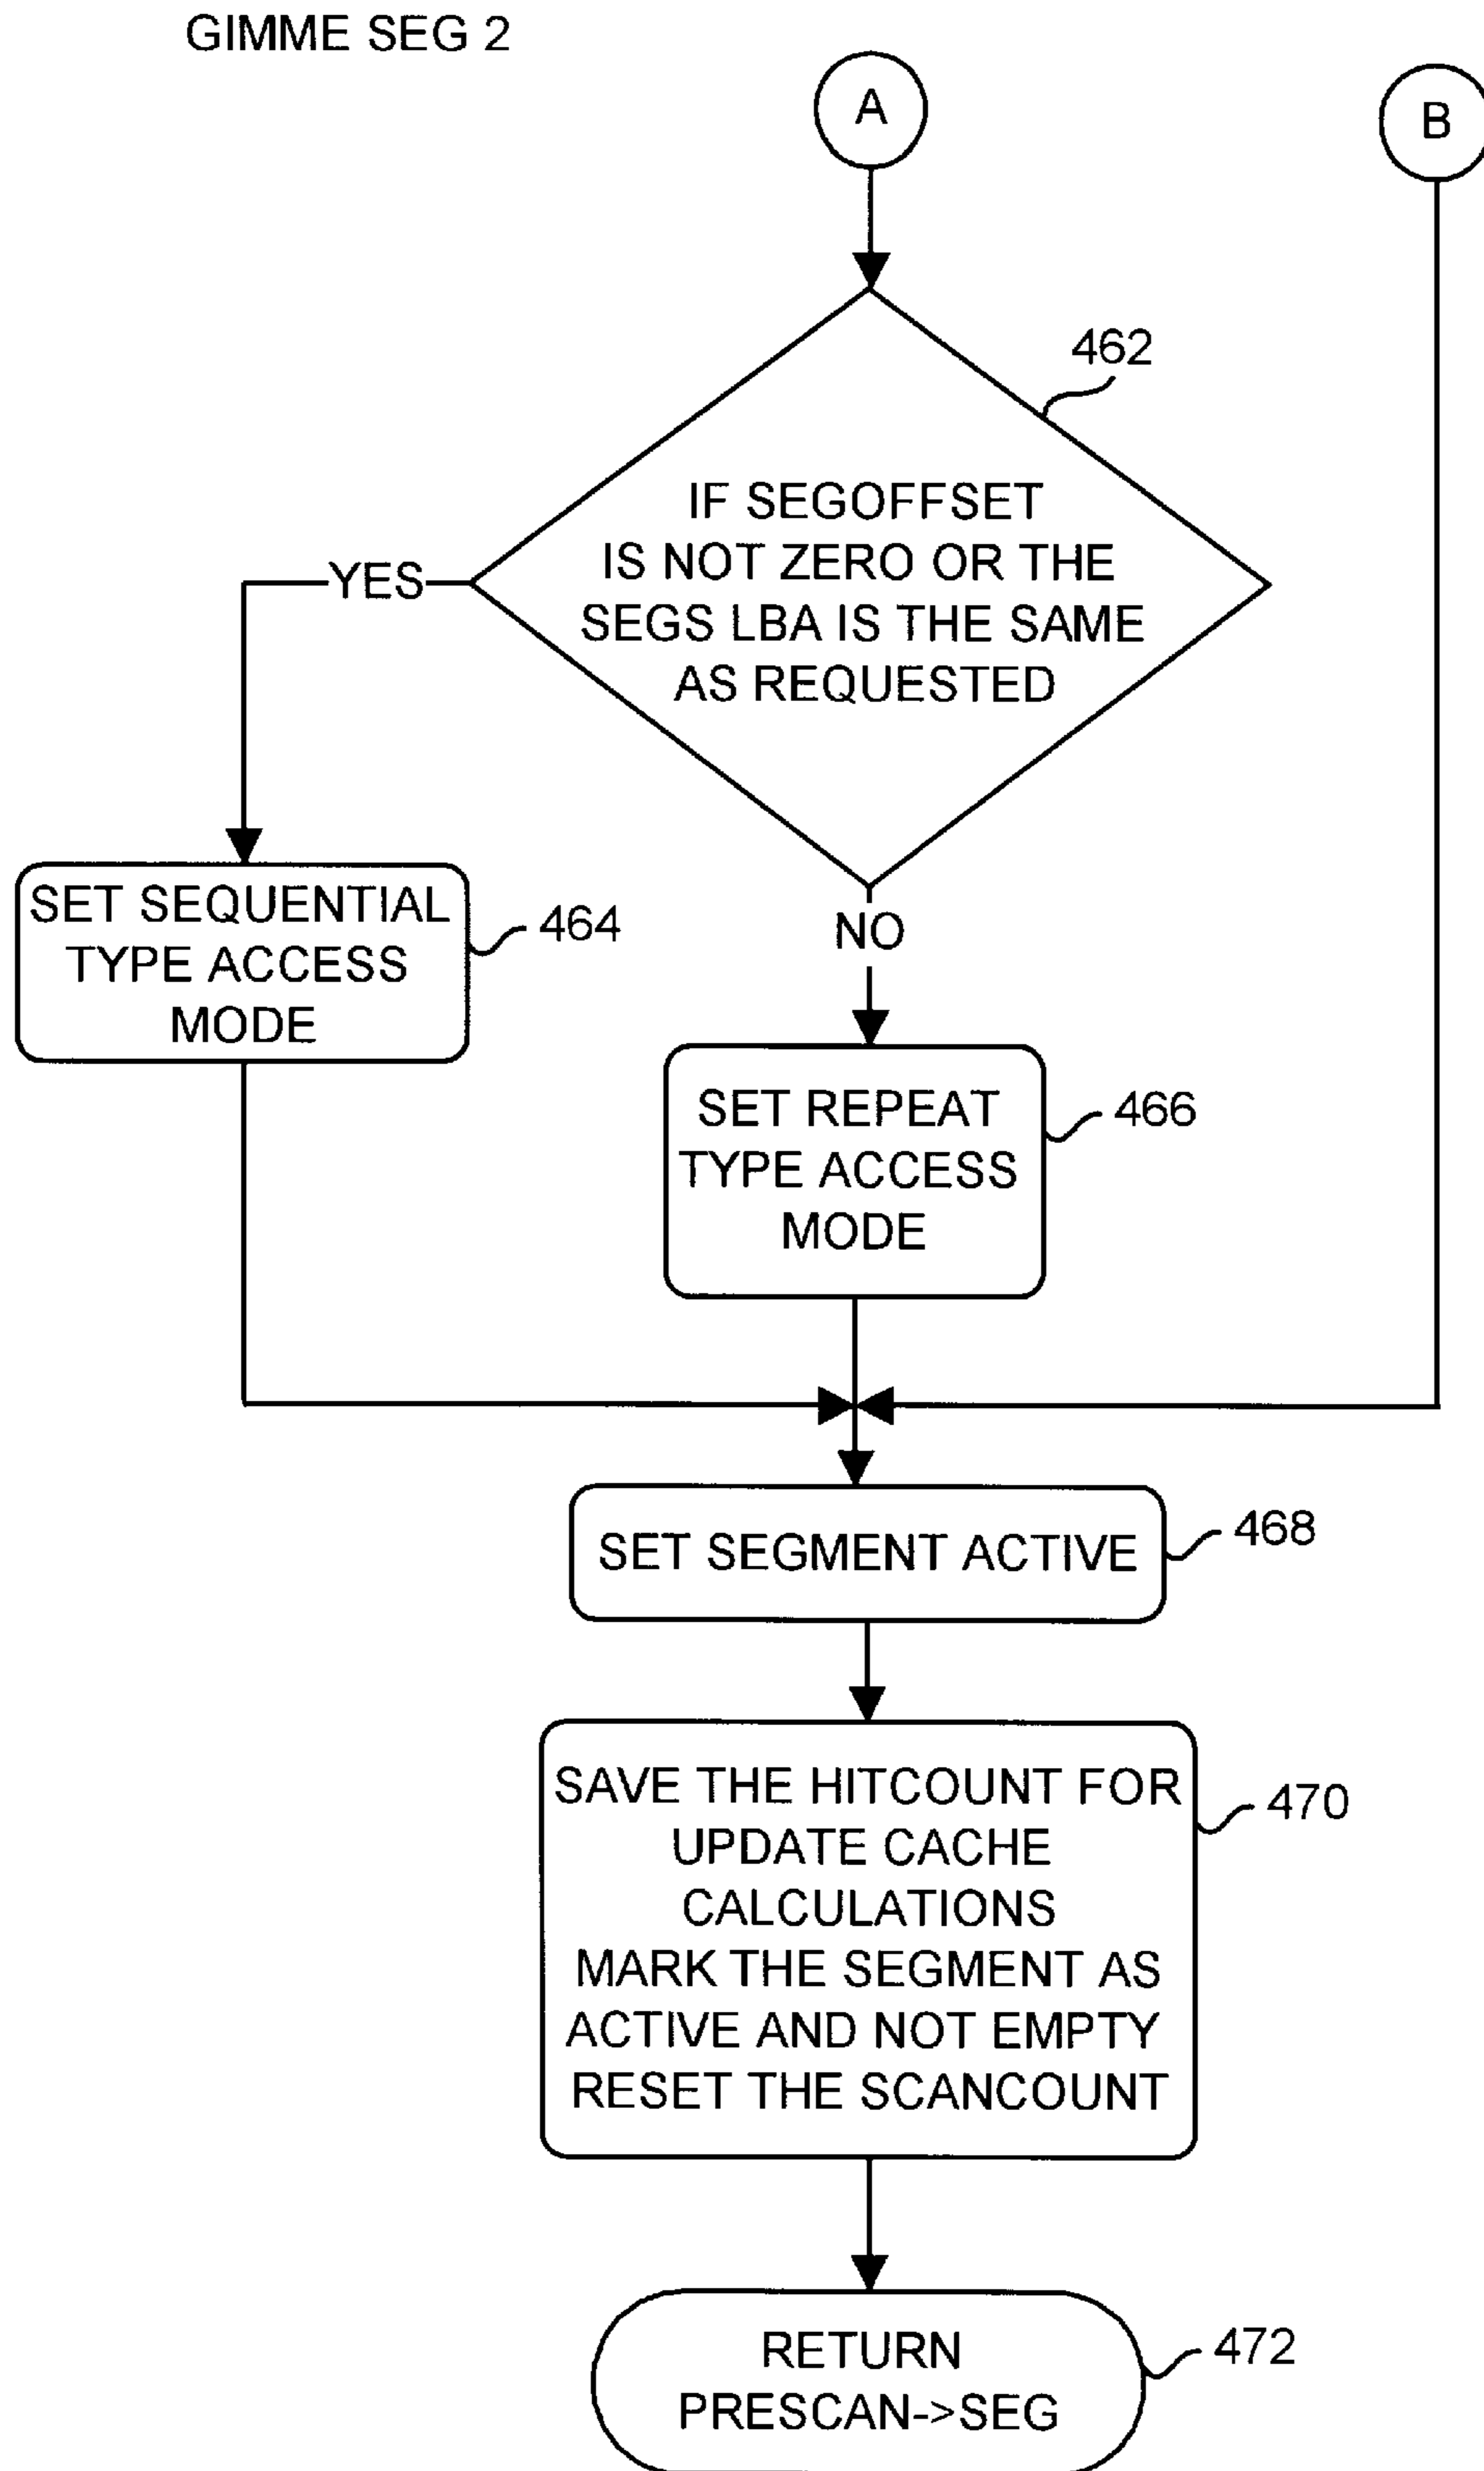 GIMME SEG 2
A
B
462
IF SEGOFFSET
IS NOT ZERO OR THE
SEGS LBA IS THE SAME
AS REQUESTED
YES
SET SEQUENTIAL
TYPE ACCESS
MODE
464
NO
SET REPEAT
TYPE ACCESS
MODE
466
SET SEGMENT ACTIVE
468
SAVE THE HITCOUNT FOR
UPDATE CACHE
CALCULATIONS
MARK THE SEGMENT AS
ACTIVE AND NOT EMPTY
RESET THE SCANCOUNT
470
RETURN
PRESCAN->SEG
472